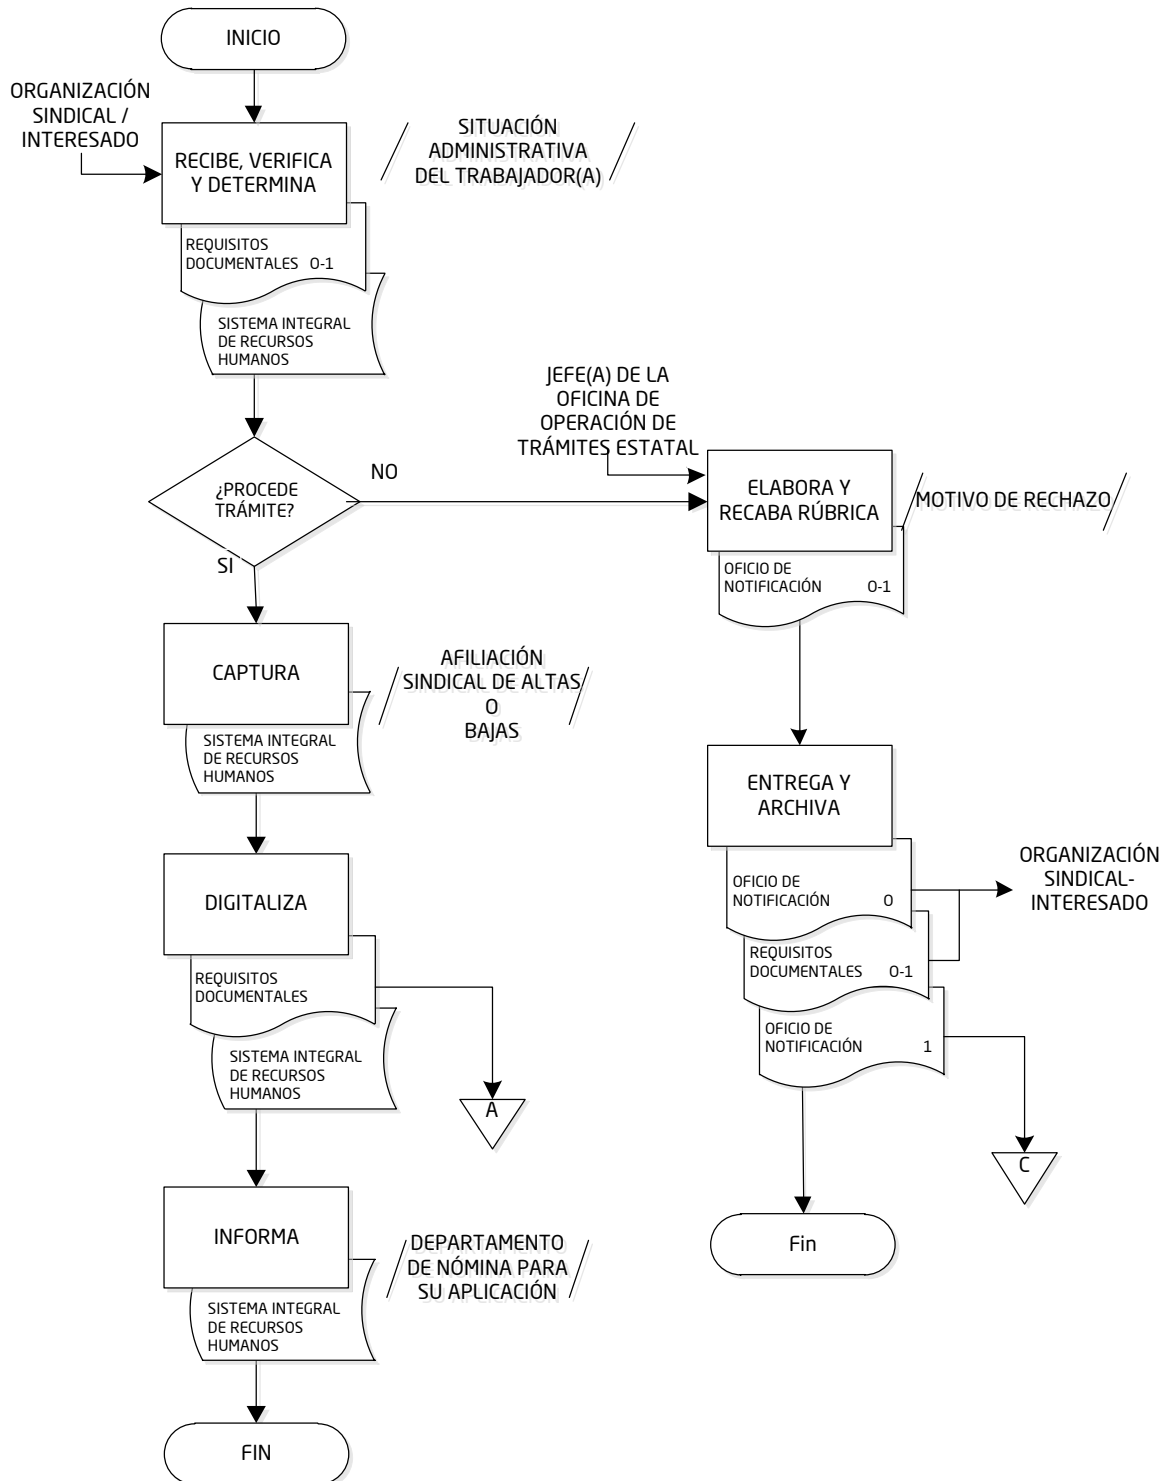 INICIO
ORGANIZACIÓN
SINDICAL /
INTERESADO
RECIBE, VERIFICA
Y DETERMINA
SITUACIÓN
ADMINISTRATIVA
DEL TRABAJADOR(A)
REQUISITOS
DOCUMENTALES 0-1
SISTEMA INTEGRAL
DE RECURSOS
HUMANOS
¿PROCEDE
TRÁMITE?
NO
SI
JEFE(A) DE LA
OFICINA DE
OPERACIÓN DE
TRÁMITES ESTATAL
ELABORA Y
RECABA RÚBRICA
MOTIVO DE RECHAZO
OFICIO DE
NOTIFICACIÓN 0-1
CAPTURA
AFILIACIÓN
SINDICAL DE ALTAS
O
BAJAS
SISTEMA INTEGRAL
DE RECURSOS
HUMANOS
ENTREGA Y
ARCHIVA
OFICIO DE
NOTIFICACIÓN 0
REQUISITOS
DOCUMENTALES 0-1
OFICIO DE
NOTIFICACIÓN 1
ORGANIZACIÓN
SINDICAL-
INTERESADO
C
Fin
DIGITALIZA
REQUISITOS
DOCUMENTALES
SISTEMA INTEGRAL
DE RECURSOS
HUMANOS
A
INFORMA
DEPARTAMENTO
DE NÓMINA PARA
SU APLICACIÓN
SISTEMA INTEGRAL
DE RECURSOS
HUMANOS
FIN